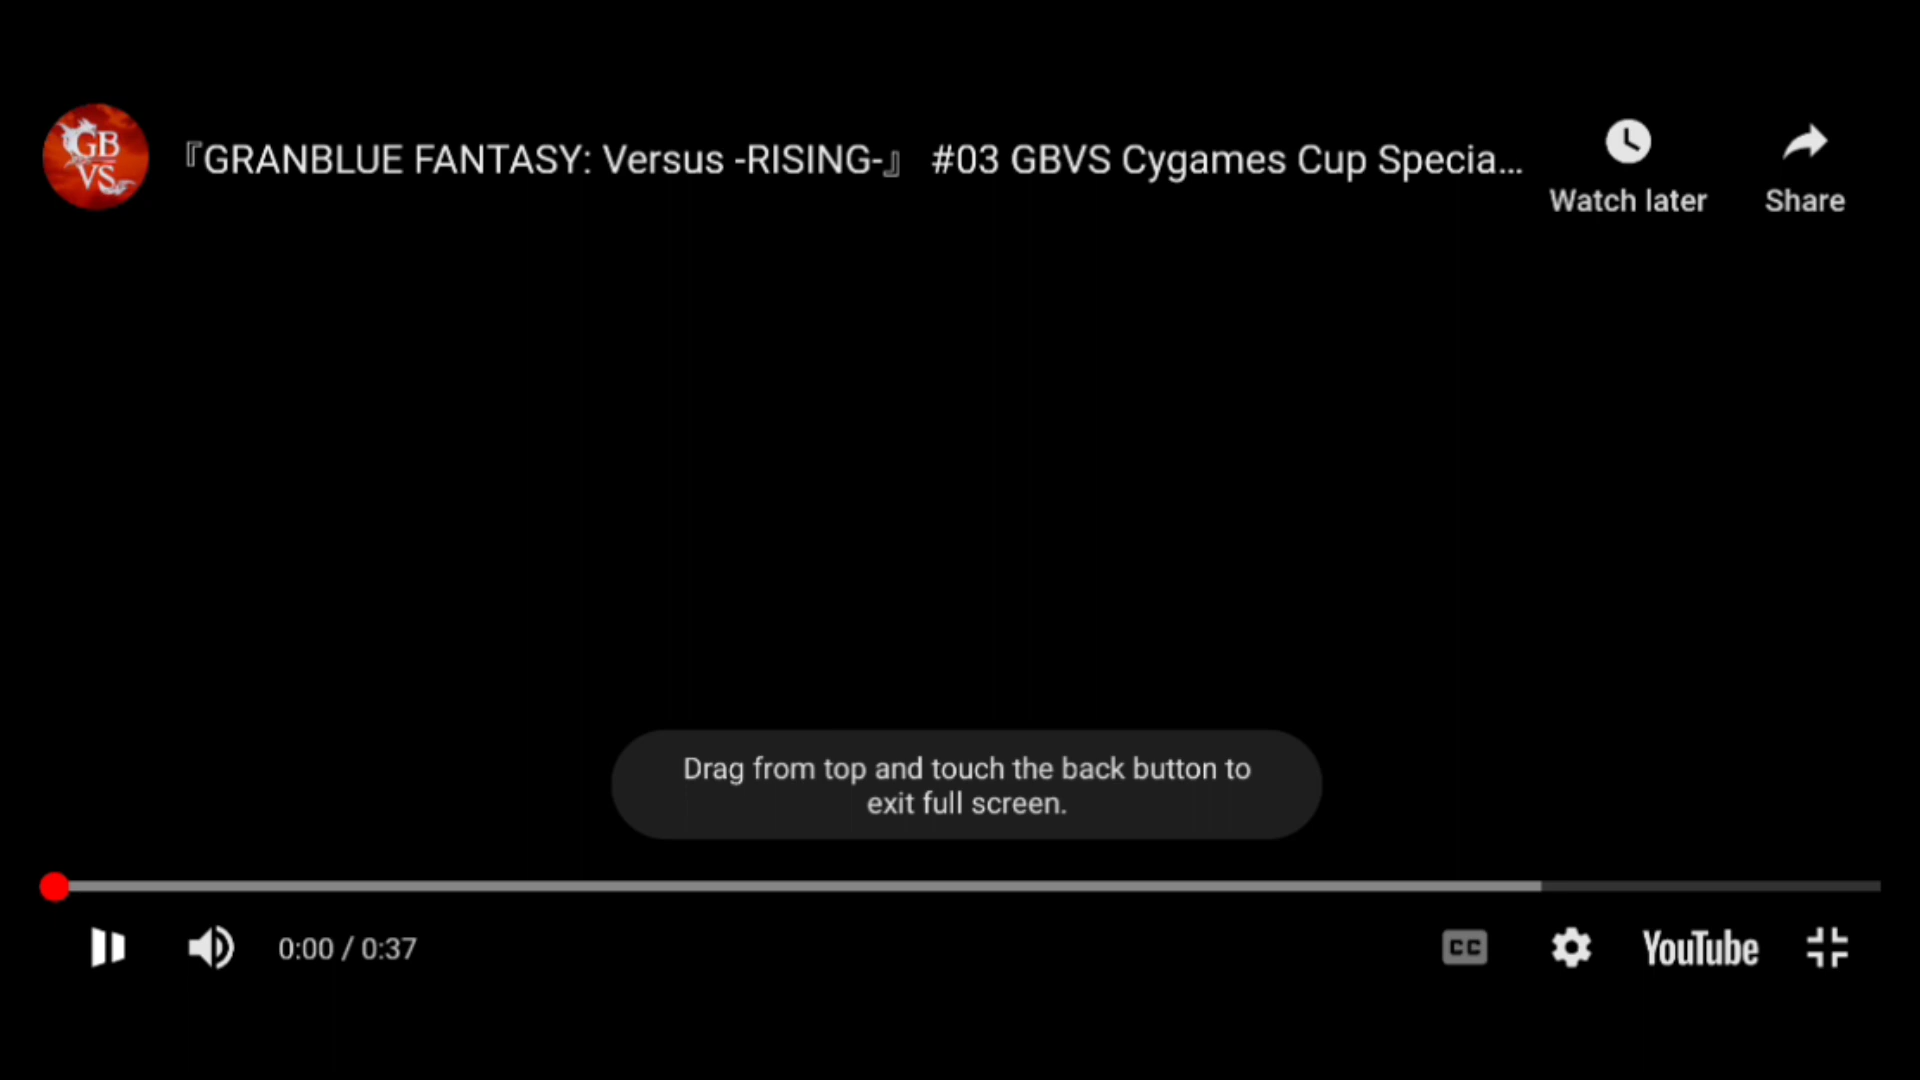 GB
VS
『GRANBLUE FANTASY: Versus -RISING-』 #03 GBVS Cygames Cup Specia...
Watch later
Share
Drag from top and touch the back button to
exit full screen.
0:00 / 0:37
CC
YouTube